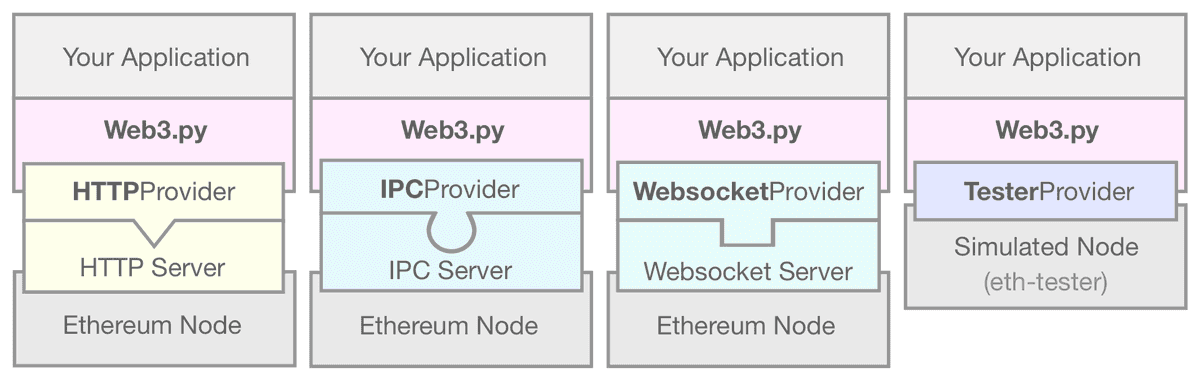 Your Application
Web3.py
HTTPProvider
HTTP Server
Ethereum Node
Your Application
Web3.py
IPCProvider
IPC Server
Ethereum Node
Your Application
Web3.py
WebsocketProvider
Websocket Server
Ethereum Node
Your Application
Web3.py
TesterProvider
Simulated Node
(eth-tester)